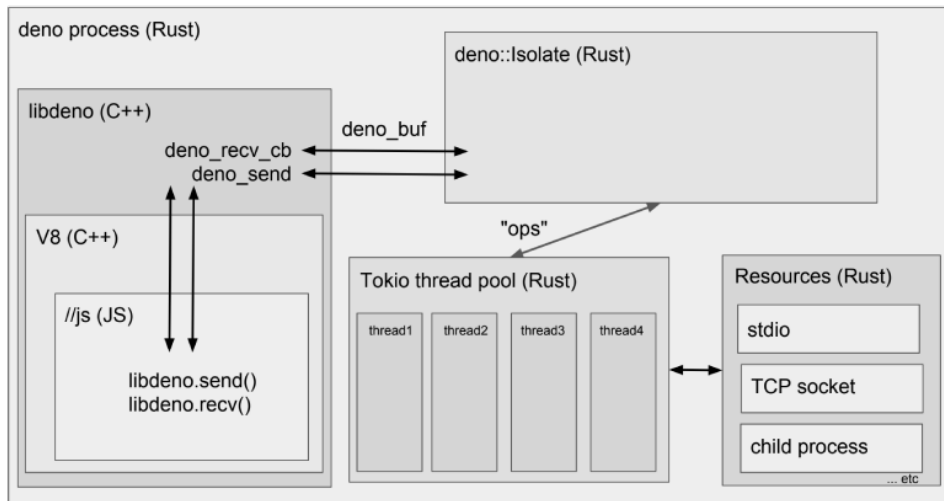 deno process (Rust)
deno::Isolate (Rust)
libdeno (C++)
deno_buf
deno_recv_cb
deno_send
"ops"
V8 (C++)
//js (JS)
libdeno.send()
libdeno.recv()
Tokio thread pool (Rust)
thread1
thread2
thread3
thread4
Resources (Rust)
stdio
TCP socket
child process
... etc